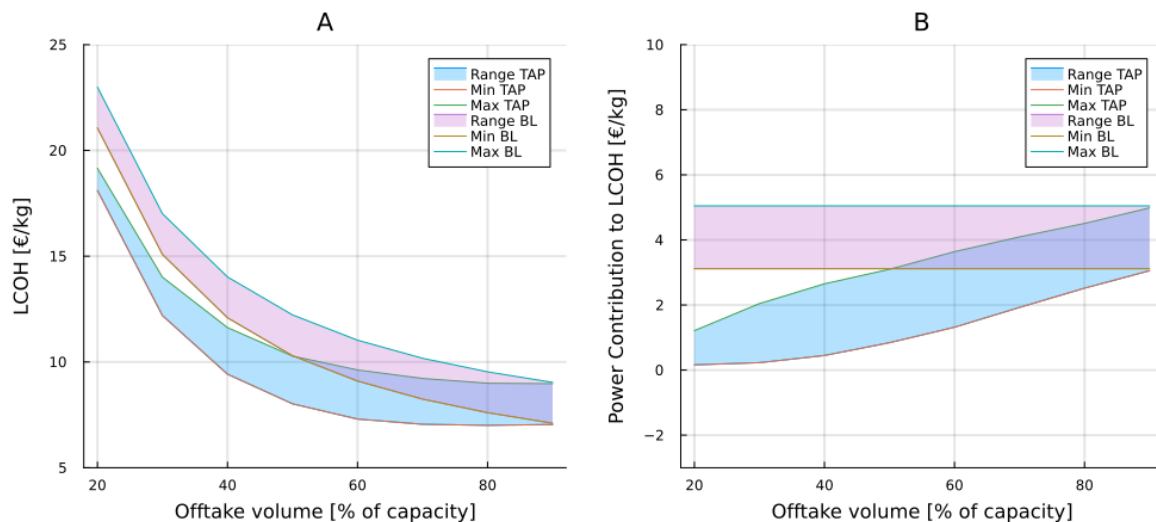 A
LCOH [€/kg]
25
20
15
10
5
20
40
60
80
Offtake volume [% of capacity]
Range TAP
Min TAP
Max TAP
Range BL
Min BL
Max BL
B
Power Contribution to LCOH [€/kg]
10
8
6
4
2
0
−2
20
40
60
80
Offtake volume [% of capacity]
Range TAP
Min TAP
Max TAP
Range BL
Min BL
Max BL